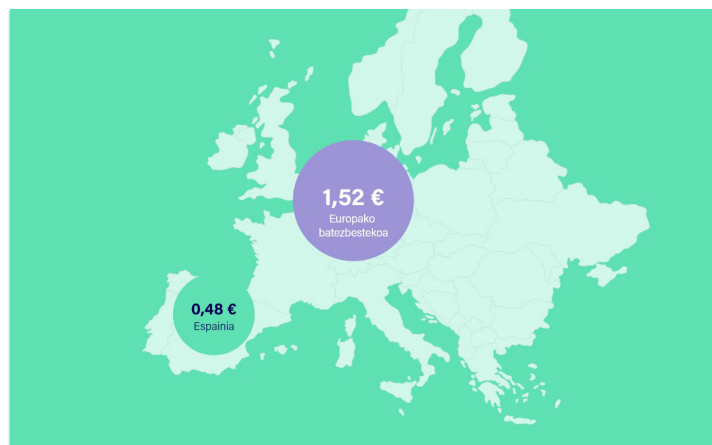 1,52 €
Europako
batezbestekoa
0,48 €
Espainia